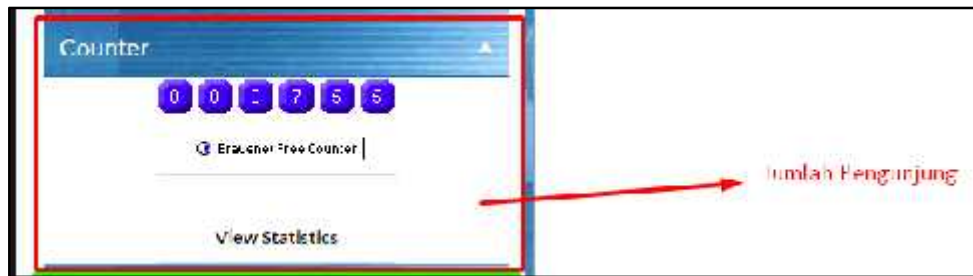 Counter
Free Counter
Jumlah Pengunjung
View Statistics